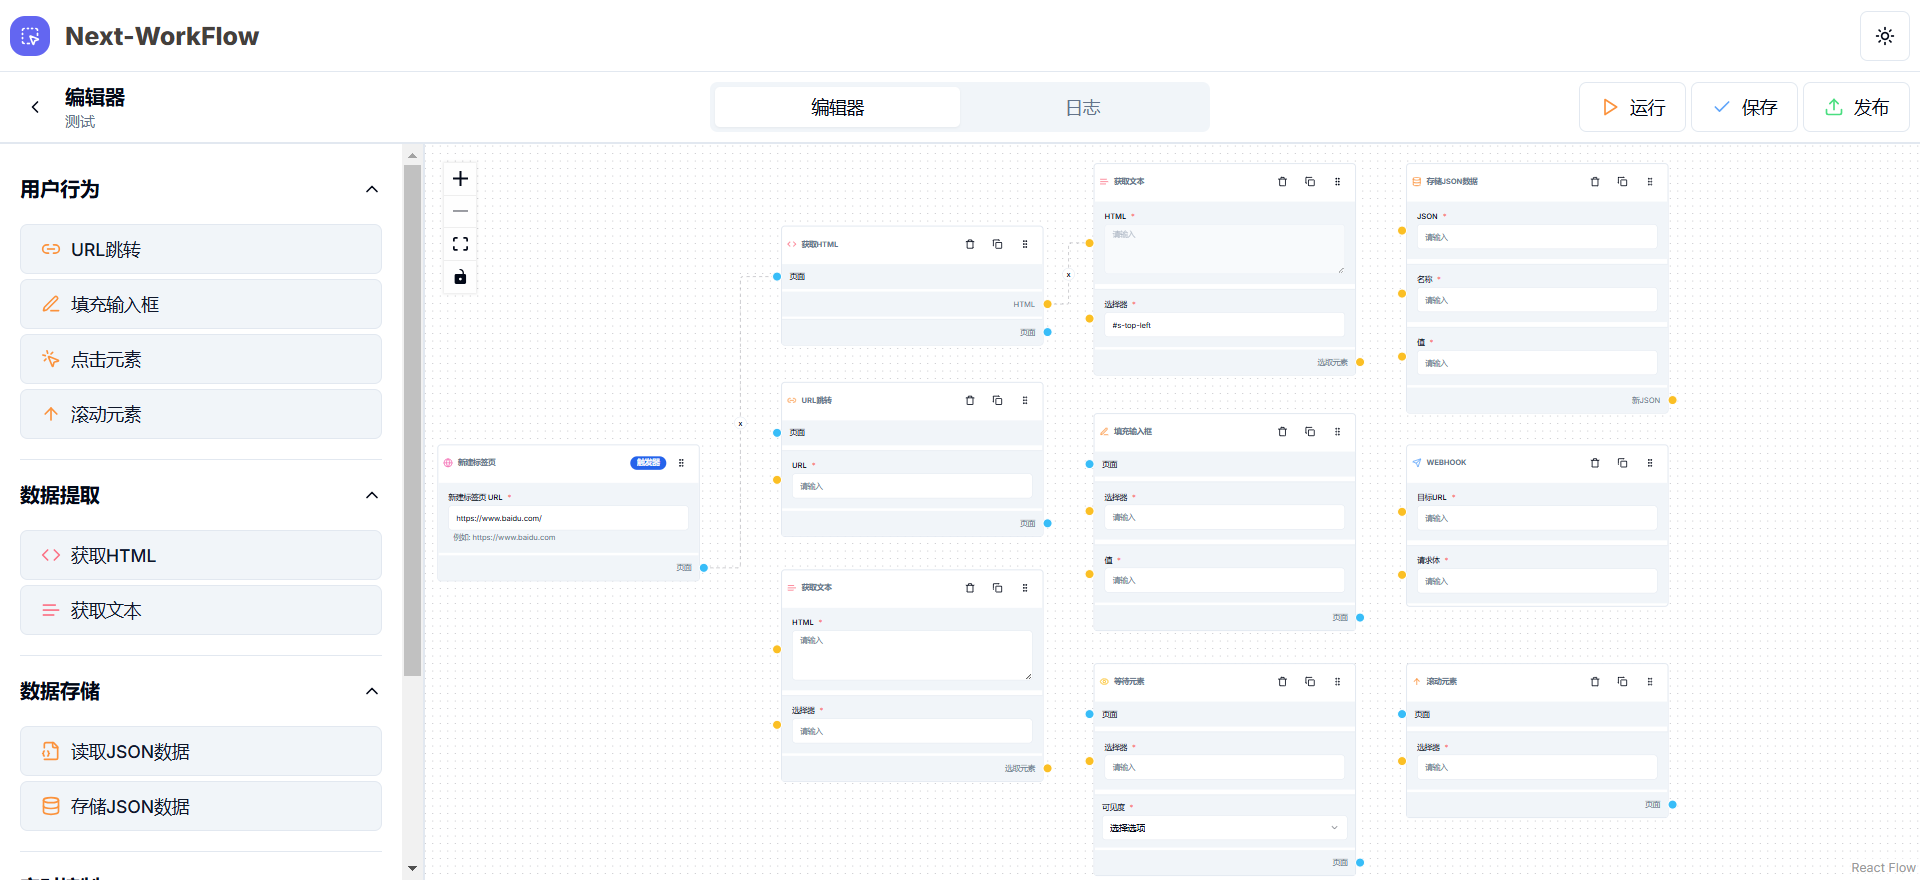 Next-WorkFlow
编辑器
测试
编辑器
日志
运行
保存
发布
用户行为
URL跳转
填充输入框
点击元素
滚动元素
数据提取
获取HTML
获取文本
数据存储
读取JSON数据
存储JSON数据
新建标签页
触发器
新建标签页 URL *
https://www.baidu.com/
例如: https://www.baidu.com
页面
x
获取HTML
页面
HTML
页面
URL跳转
页面
URL *
请输入
页面
获取文本
HTML *
请输入
选择器 *
请输入
选取元素
x
获取文本
HTML *
请输入
选择器 *
#s-top-left
选取元素
填充输入框
页面
选择器 *
请输入
值 *
请输入
页面
等待元素
页面
选择器 *
请输入
可见度 *
选择选项
页面
存储JSON数据
JSON *
请输入
名称 *
请输入
值 *
请输入
新JSON
WEBHOOK
目标URL *
请输入
请求体 *
请输入
滚动元素
页面
选择器 *
请输入
页面
React Flow